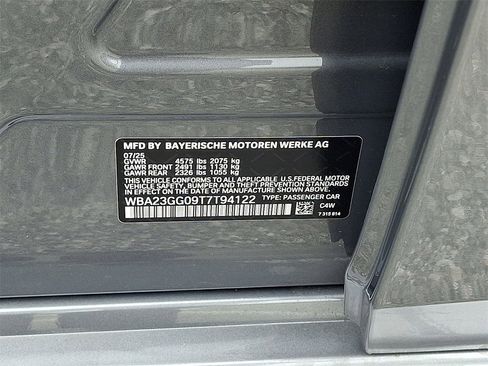 MFD BY BAYERISCHE MOTOREN WERKE AG
07/25
GVWR 4575 lbs 2075 kg
GAWR FRONT 2491 lbs 1130 kg
GAWR REAR 2326 lbs 1055 kg
THIS VEHICLE CONFORMS TO ALL APPLICABLE U.S.FEDERAL MOTOR
VEHICLE SAFETY, BUMPER AND THEFT PREVENTION STANDARDS
IN EFFECT ON THE DATE OF MANUFACTURE SHOWN ABOVE.
WBA23GG09T7T94122 TYPE: PASSENGER CAR
C4W
7 315 814